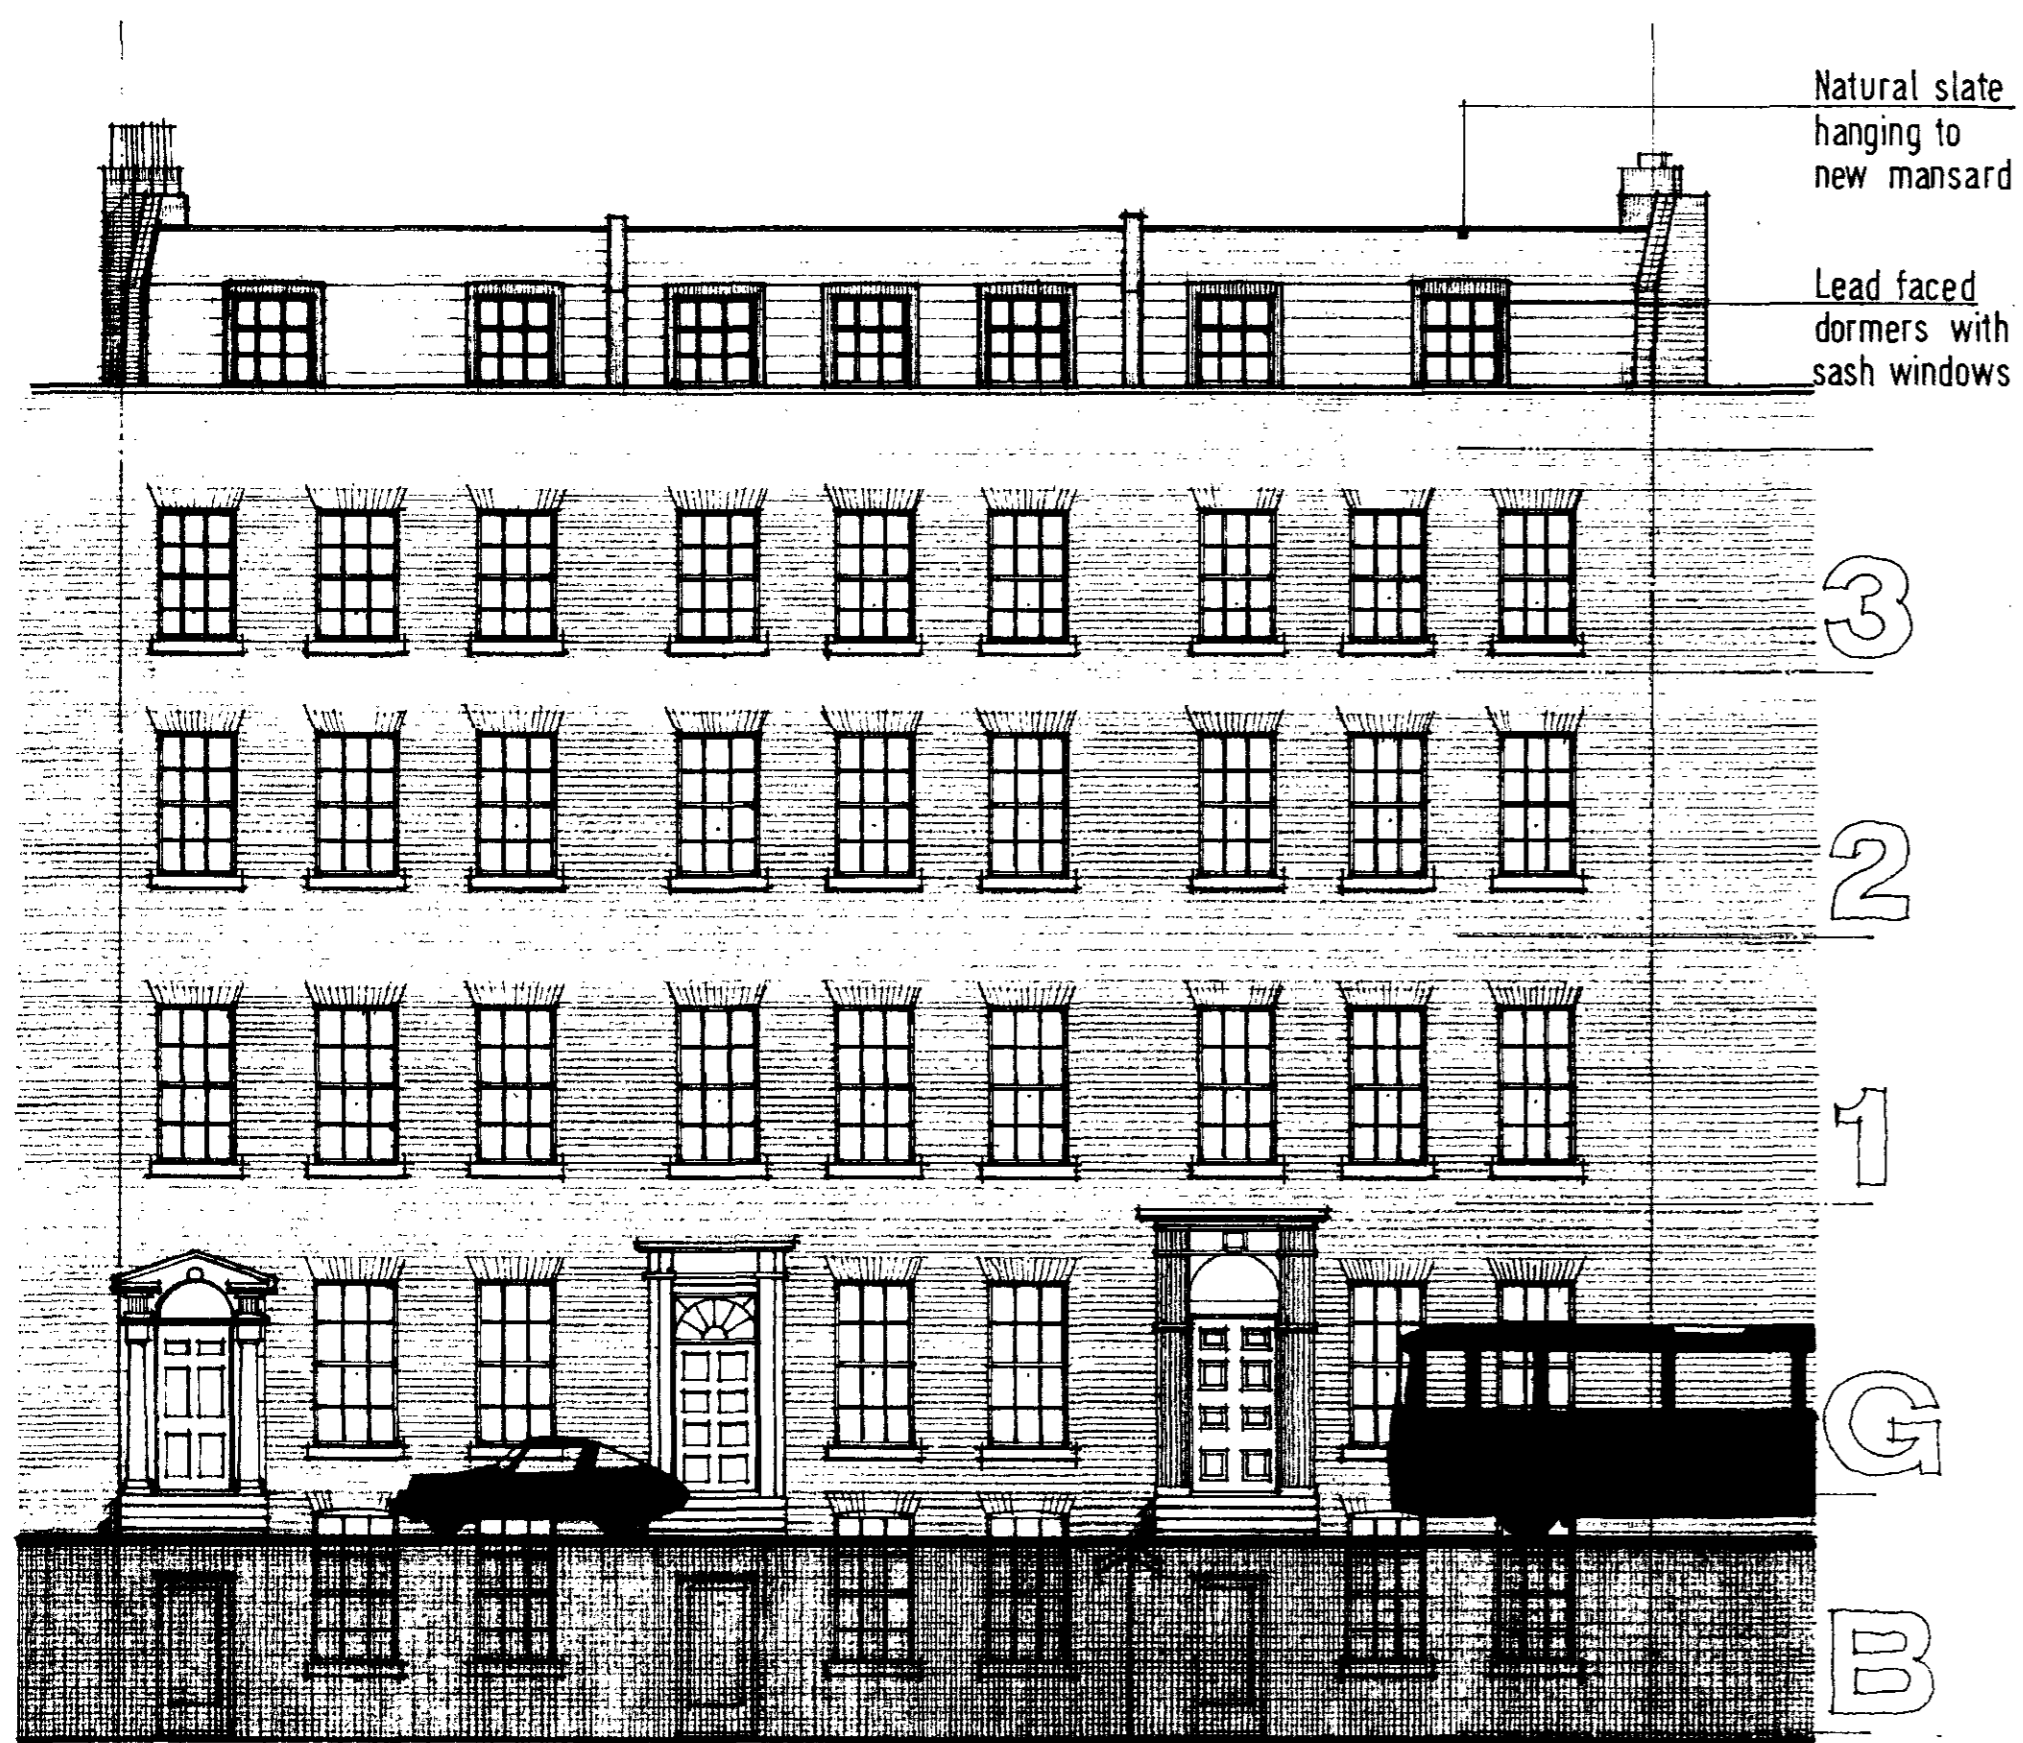 Natural slate
hanging to
new mansard
Lead faced
dormers with
sash windows
3
2
1
G
B